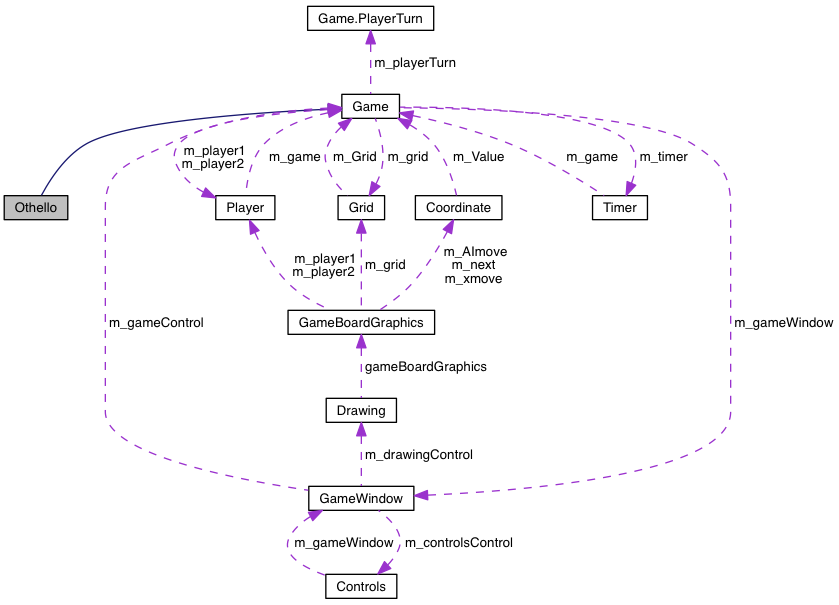 Game.PlayerTurn
m_playerTurn
Game
m_player1
m_player2
m_game
m_Grid
m_grid
m_Value
m_game
m_timer
Othello
Player
Grid
Coordinate
Timer
m_player1
m_player2
m_grid
m_AImove
m_next
m_xmove
m_gameControl
GameBoardGraphics
m_gameWindow
gameBoardGraphics
Drawing
m_drawingControl
GameWindow
m_gameWindow
m_controlsControl
Controls